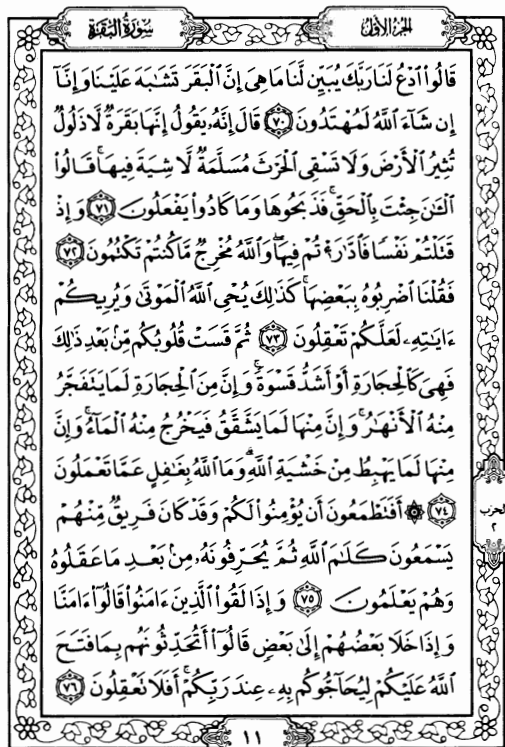 سورة البقرة
الجزء الأول
قَالُوا۟ ٱدْعُ لَنَا رَبَّكَ يُبَيِّن لَّنَا مَا هِىَ إِنَّ ٱلْبَقَرَ تَشَٰبَهَ عَلَيْنَا وَإِنَّآ
إِن شَآءَ ٱللَّهُ لَمُهْتَدُونَ ٧٠ قَالَ إِنَّهُۥ يَقُولُ إِنَّهَا بَقَرَةٌ لَّا ذَلُولٌ
تُثِيرُ ٱلْأَرْضَ وَلَا تَسْقِى ٱلْحَرْثَ مُسَلَّمَةٌ لَّا شِيَةَ فِيهَا ۚ قَالُوا۟
ٱلْـَٰٔنَ جِئْتَ بِٱلْحَقِّ ۚ فَذَبَحُوهَا وَمَا كَادُوا۟ يَفْعَلُونَ ٧١ وَإِذْ
قَتَلْتُمْ نَفْسًا فَٱدَّٰرَْٰٔتُمْ فِيهَا ۖ وَٱللَّهُ مُخْرِجٌ مَّا كُنتُمْ تَكْتُمُونَ ٧٢
فَقُلْنَا ٱضْرِبُوهُ بِبَعْضِهَا ۚ كَذَٰلِكَ يُحْىِ ٱللَّهُ ٱلْمَوْتَىٰ وَيُرِيكُمْ
ءَايَٰتِهِۦ لَعَلَّكُمْ تَعْقِلُونَ ٧٣ ثُمَّ قَسَتْ قُلُوبُكُم مِّنۢ بَعْدِ ذَٰلِكَ
فَهِىَ كَٱلْحِجَارَةِ أَوْ أَشَدُّ قَسْوَةً ۚ وَإِنَّ مِنَ ٱلْحِجَارَةِ لَمَا يَتَفَجَّرُ
مِنْهُ ٱلْأَنْهَٰرُ ۚ وَإِنَّ مِنْهَا لَمَا يَشَّقَّقُ فَيَخْرُجُ مِنْهُ ٱلْمَآءُ ۚ وَإِنَّ
مِنْهَا لَمَا يَهْبِطُ مِنْ خَشْيَةِ ٱللَّهِ ۗ وَمَا ٱللَّهُ بِغَٰفِلٍ عَمَّا تَعْمَلُونَ
٧٤ ۞ أَفَتَطْمَعُونَ أَن يُؤْمِنُوا۟ لَكُمْ وَقَدْ كَانَ فَرِيقٌ مِّنْهُمْ
يَسْمَعُونَ كَلَٰمَ ٱللَّهِ ثُمَّ يُحَرِّفُونَهُۥ مِنۢ بَعْدِ مَا عَقَلُوهُ
وَهُمْ يَعْلَمُونَ ٧٥ وَإِذَا لَقُوا۟ ٱلَّذِينَ ءَامَنُوا۟ قَالُوٓا۟ ءَامَنَّا
وَإِذَا خَلَا بَعْضُهُمْ إِلَىٰ بَعْضٍ قَالُوٓا۟ أَتُحَدِّثُونَهُم بِمَا فَتَحَ
ٱللَّهُ عَلَيْكُمْ لِيُحَآجُّوكُم بِهِۦ عِندَ رَبِّكُمْ ۚ أَفَلَا تَعْقِلُونَ ٧٦
الحزب
٢
١١